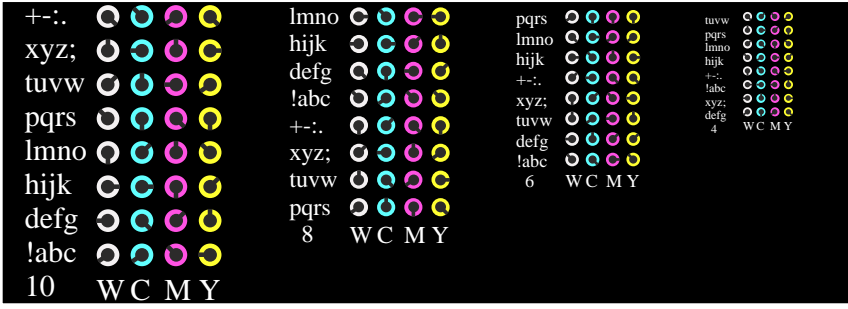 +-:.
xyz;
tuvw
pqrs
lmno
hijk
defg
!abc
10 W C M Y
lmno
hijk
defg
!abc
+-:.
xyz;
tuvw
pqrs
8 W C M Y
pqrs
lmno
hijk
+-:.
xyz;
tuvw
defg
!abc
6 W C M Y
tuvw
pqrs
lmno
hijk
+-:.
!abc
xyz;
defg
4 W C M Y